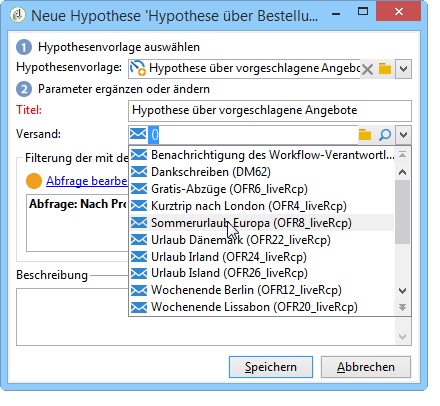 Neue Hypothese 'Hypothese über Bestellu...
1 Hypothesenvorlage auswählen
Hypothesenvorlage: Hypothese über vorgeschlagene Angebo
2 Parameter ergänzen oder ändern
Titel: Hypothese über vorgeschlagene Angebote
Versand: ()
Benachrichtigung des Workflow-Verantwortl...
Filterung der mit de
Dankschreiben (DM62)
Abfrage bearbe
Gratis-Abzüge (OFR6_liveRcp)
Abfrage: Nach Pro
Kurztrip nach London (OFR4_liveRcp)
Sommerurlaub Europa (OFR8_liveRcp)
Urlaub Dänemark (OFR22_liveRcp)
Urlaub Irland (OFR24_liveRcp)
Urlaub Island (OFR26_liveRcp)
Beschreibung
Wochenende Berlin (OFR12_liveRcp)
Wochenende Lissabon (OFR20_liveRcp)
Speichern Abbrechen